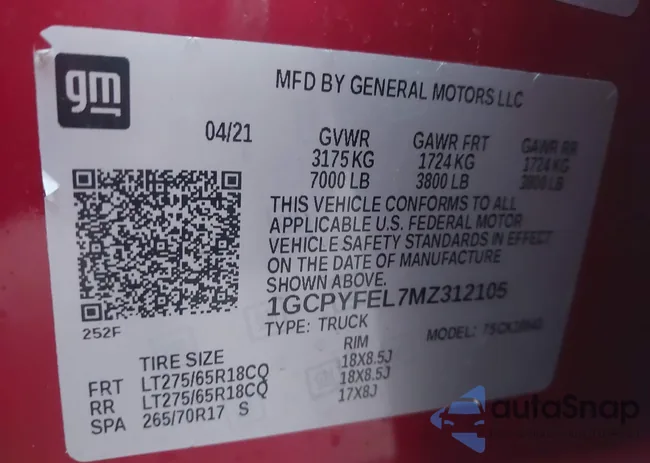 gm
MFD BY GENERAL MOTORS LLC
04/21 GVWR GAWR FRT GAWR RR
3175 KG 1724 KG 1724 KG
7000 LB 3800 LB 3800 LB
THIS VEHICLE CONFORMS TO ALL
APPLICABLE U.S. FEDERAL MOTOR
VEHICLE SAFETY STANDARDS IN EFFECT
ON THE DATE OF MANUFACTURE
SHOWN ABOVE.
1GCPYFEL7MZ312105
TYPE: TRUCK MODEL:
252F
TIRE SIZE RIM
FRT LT275/65R18CQ 18X8.5J
RR LT275/65R18CQ 18X8.5J
SPA 265/70R17 S 17X8J
autoSnap